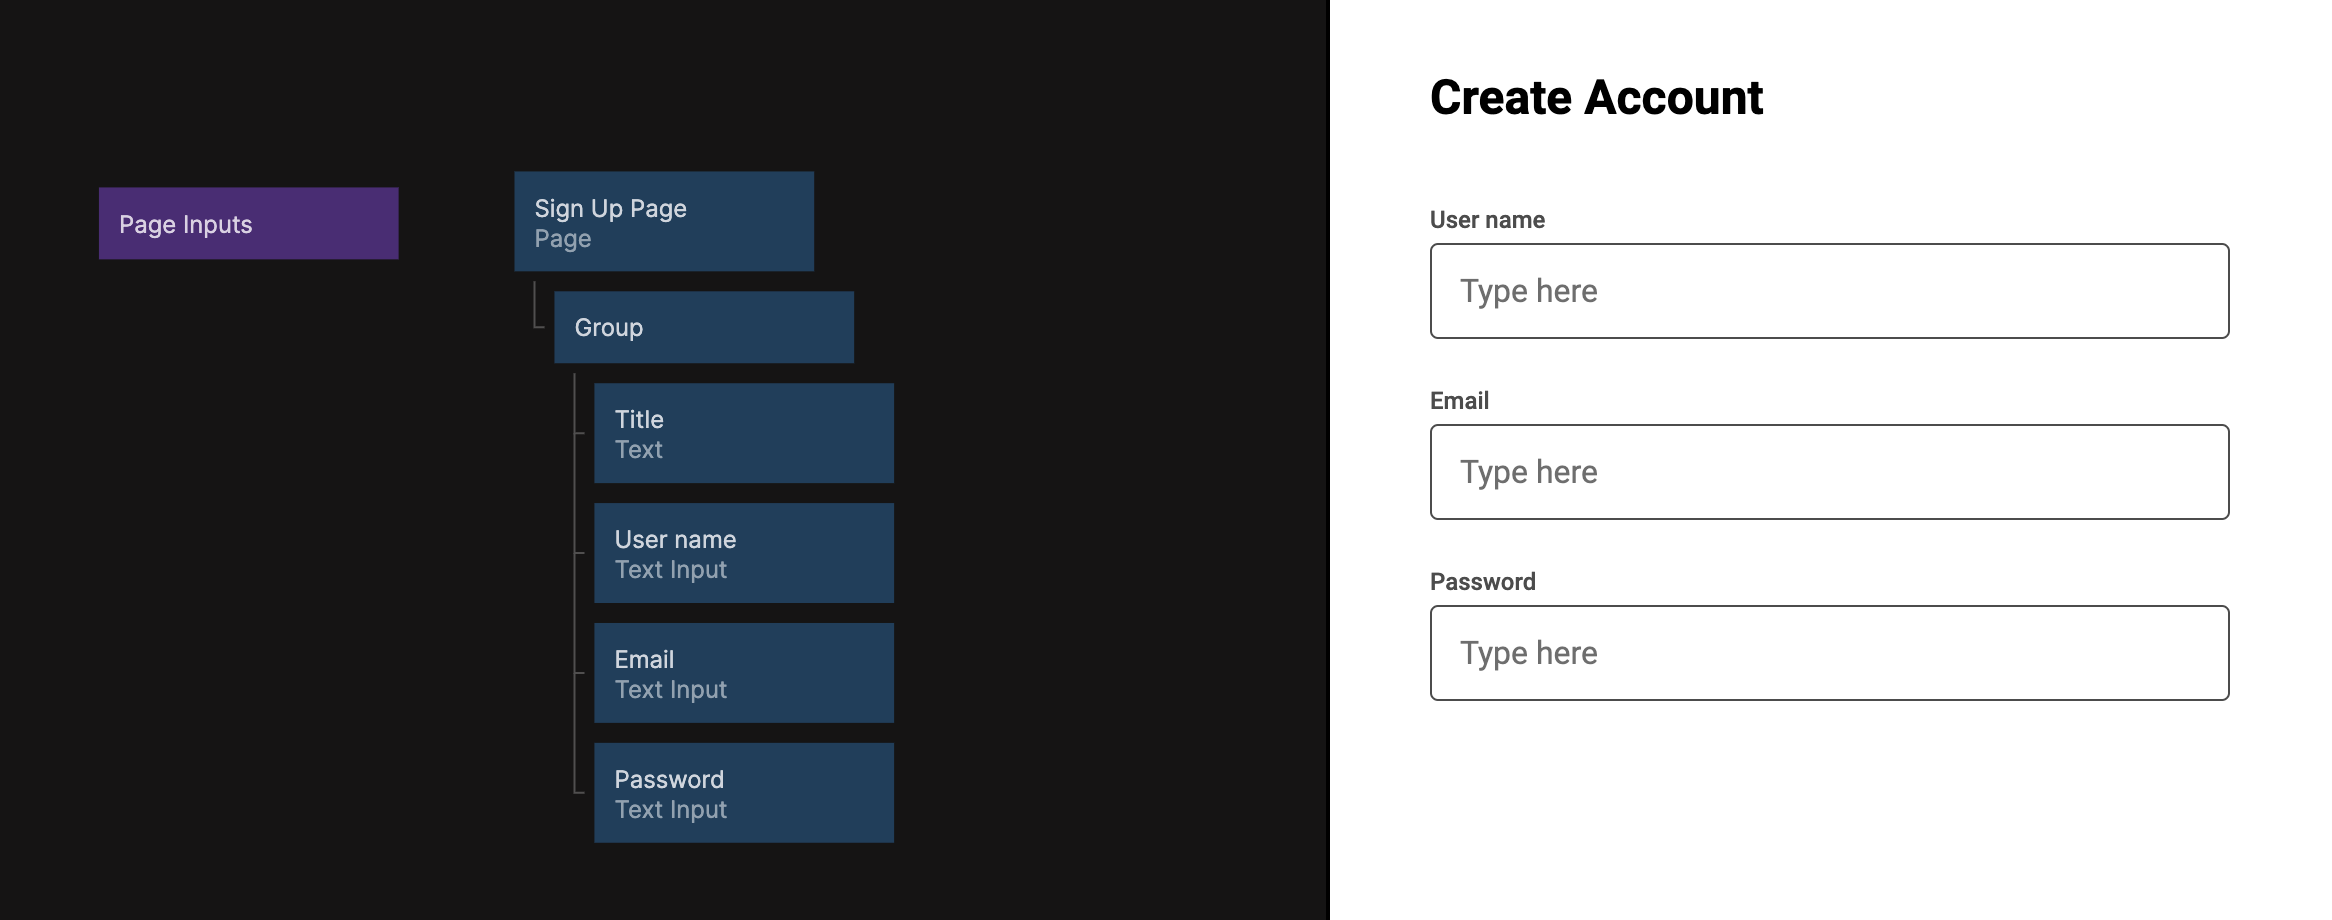 Page Inputs
Sign Up Page
Page
Group
Title
Text
User name
Text Input
Email
Text Input
Password
Text Input
Create Account
User name
Type here
Email
Type here
Password
Type here